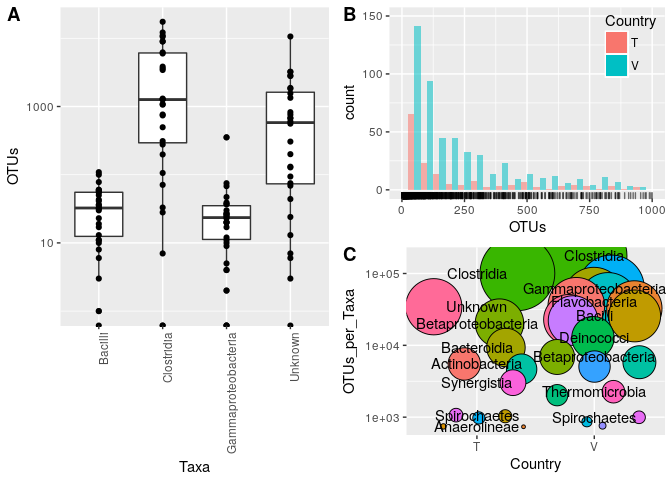 A
OTUs
1000
10
Bacilli
Clostridia
Gammaproteobacteria
Unknown
Taxa
B
count
150
100
50
0
0
250
500
750
1000
OTUs
Country
T
V
C
OTUs_per_Taxa
1e+05
1e+04
1e+03
Clostridia
Clostridia
Gammaproteobacteria
Flavobacteria
Unknown
Bacilli
Betaproteobacteria
Deinococci
Bacteroidia
Betaproteobacteria
Actinobacteria
Synergistia
Thermomicrobia
Spirochaetes
Spirochaetes
Anaerolineae
T
V
Country